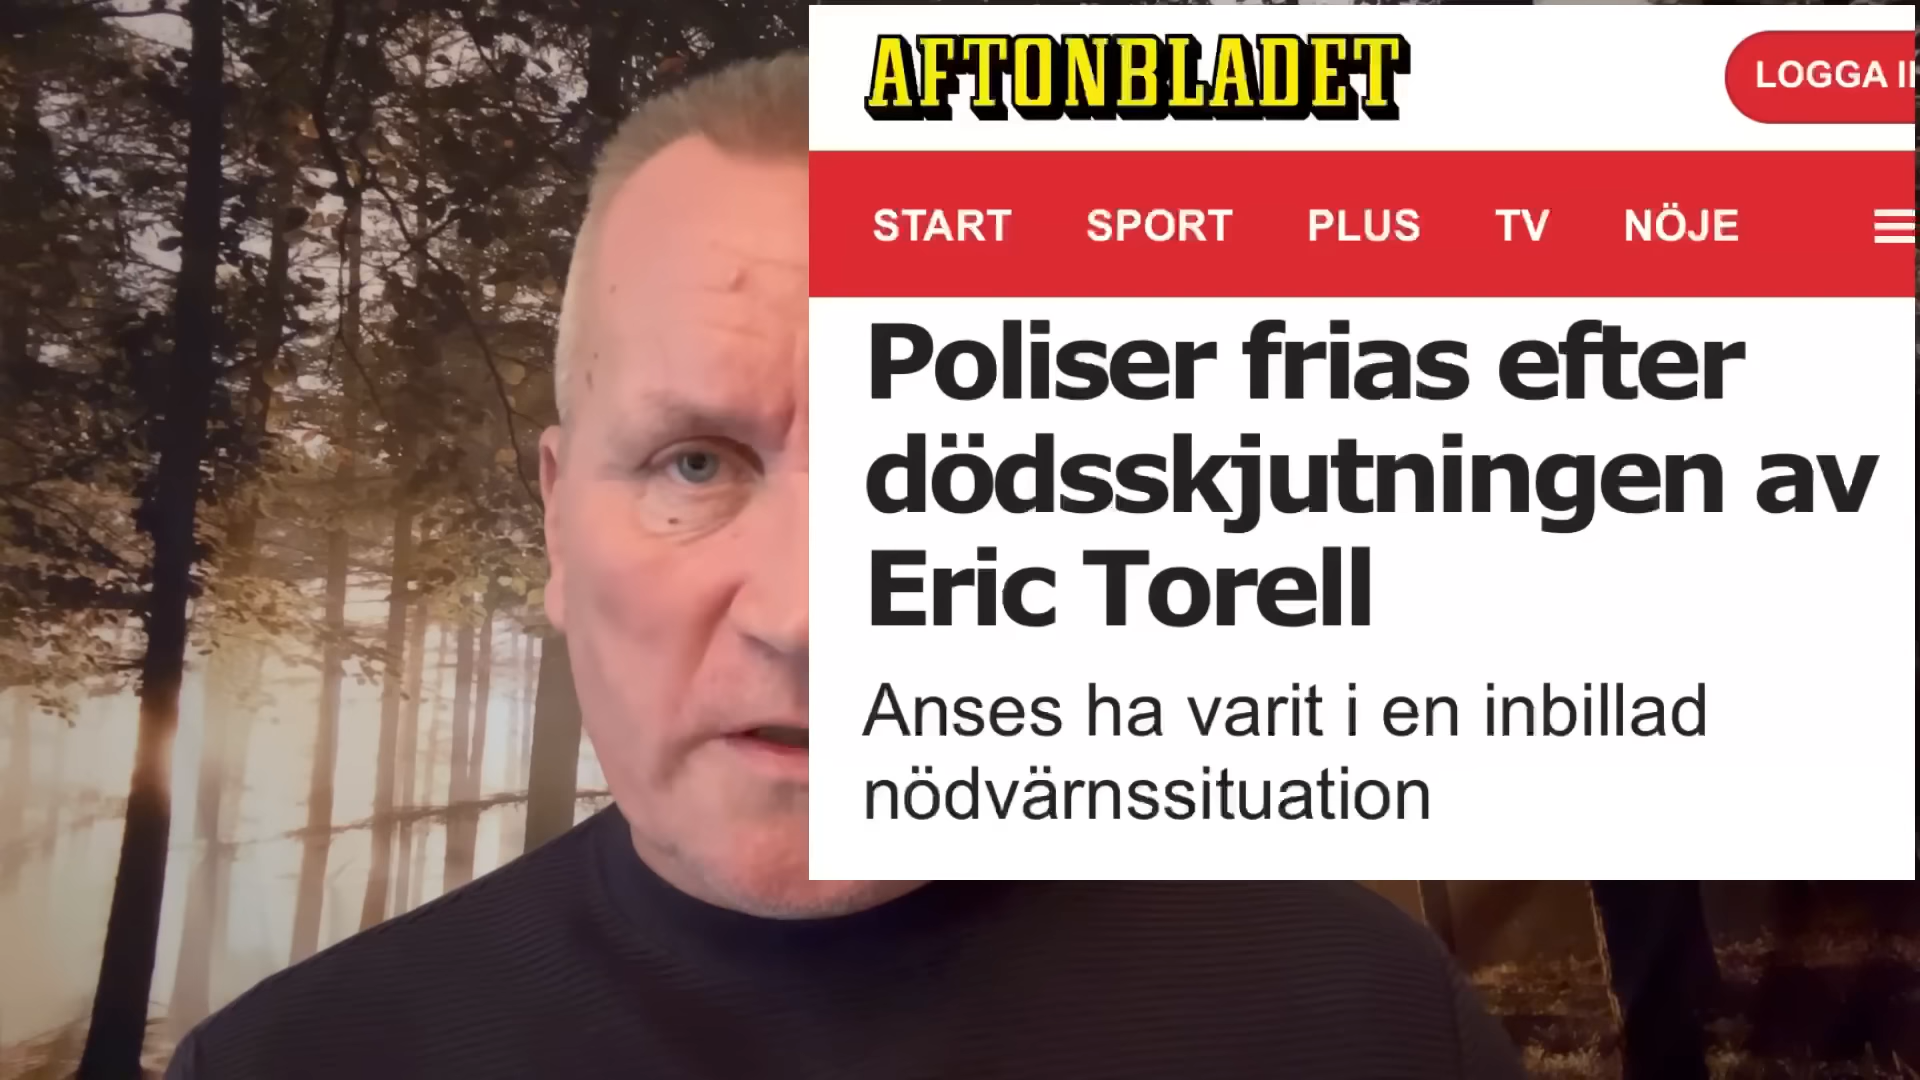 AFTONBLADET
LOGGA I
START SPORT PLUS TV NÖJE
Poliser frias efter
dödsskjutningen av
Eric Torell
Anses ha varit i en inbillad
nödvärnssituation